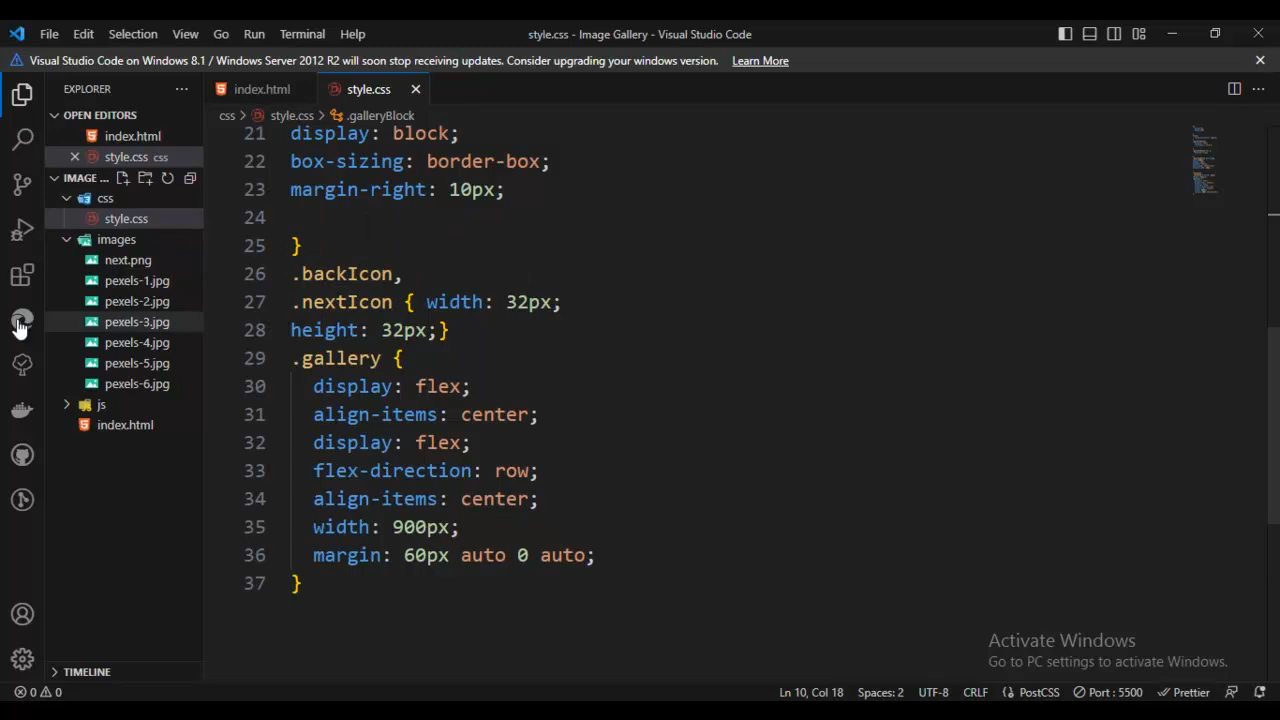 File Edit Selection View Go Run Terminal Help
style.css - Image Gallery - Visual Studio Code
Visual Studio Code on Windows 8.1 / Windows Server 2012 R2 will soon stop receiving updates. Consider upgrading your windows version. Learn More
EXPLORER
OPEN EDITORS
index.html
style.css css
IMAGE ...
css
style.css
images
next.png
pexels-1.jpg
pexels-2.jpg
pexels-3.jpg
pexels-4.jpg
pexels-5.jpg
pexels-6.jpg
js
index.html
TIMELINE
index.html style.css
css > style.css > .galleryBlock
21 display: block;
22 box-sizing: border-box;
23 margin-right: 10px;
24
25 }
26 .backIcon,
27 .nextIcon { width: 32px;
28 height: 32px;}
29 .gallery {
30 display: flex;
31 align-items: center;
32 display: flex;
33 flex-direction: row;
34 align-items: center;
35 width: 900px;
36 margin: 60px auto 0 auto;
37 }
Activate Windows
Go to PC settings to activate Windows.
0 0
Ln 10, Col 18 Spaces: 2 UTF-8 CRLF PostCSS Port : 5500 Prettier